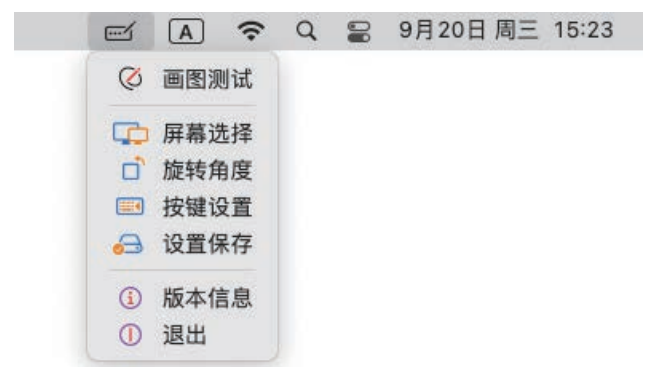 A 9月20日 周三 15:23
画图测试
屏幕选择
旋转角度
按键设置
设置保存
版本信息
退出